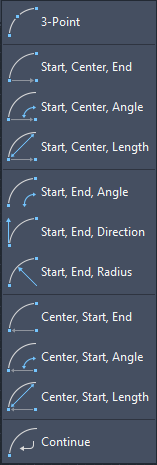 3-Point
Start, Center, End
Start, Center, Angle
Start, Center, Length
Start, End, Angle
Start, End, Direction
Start, End, Radius
Center, Start, End
Center, Start, Angle
Center, Start, Length
Continue